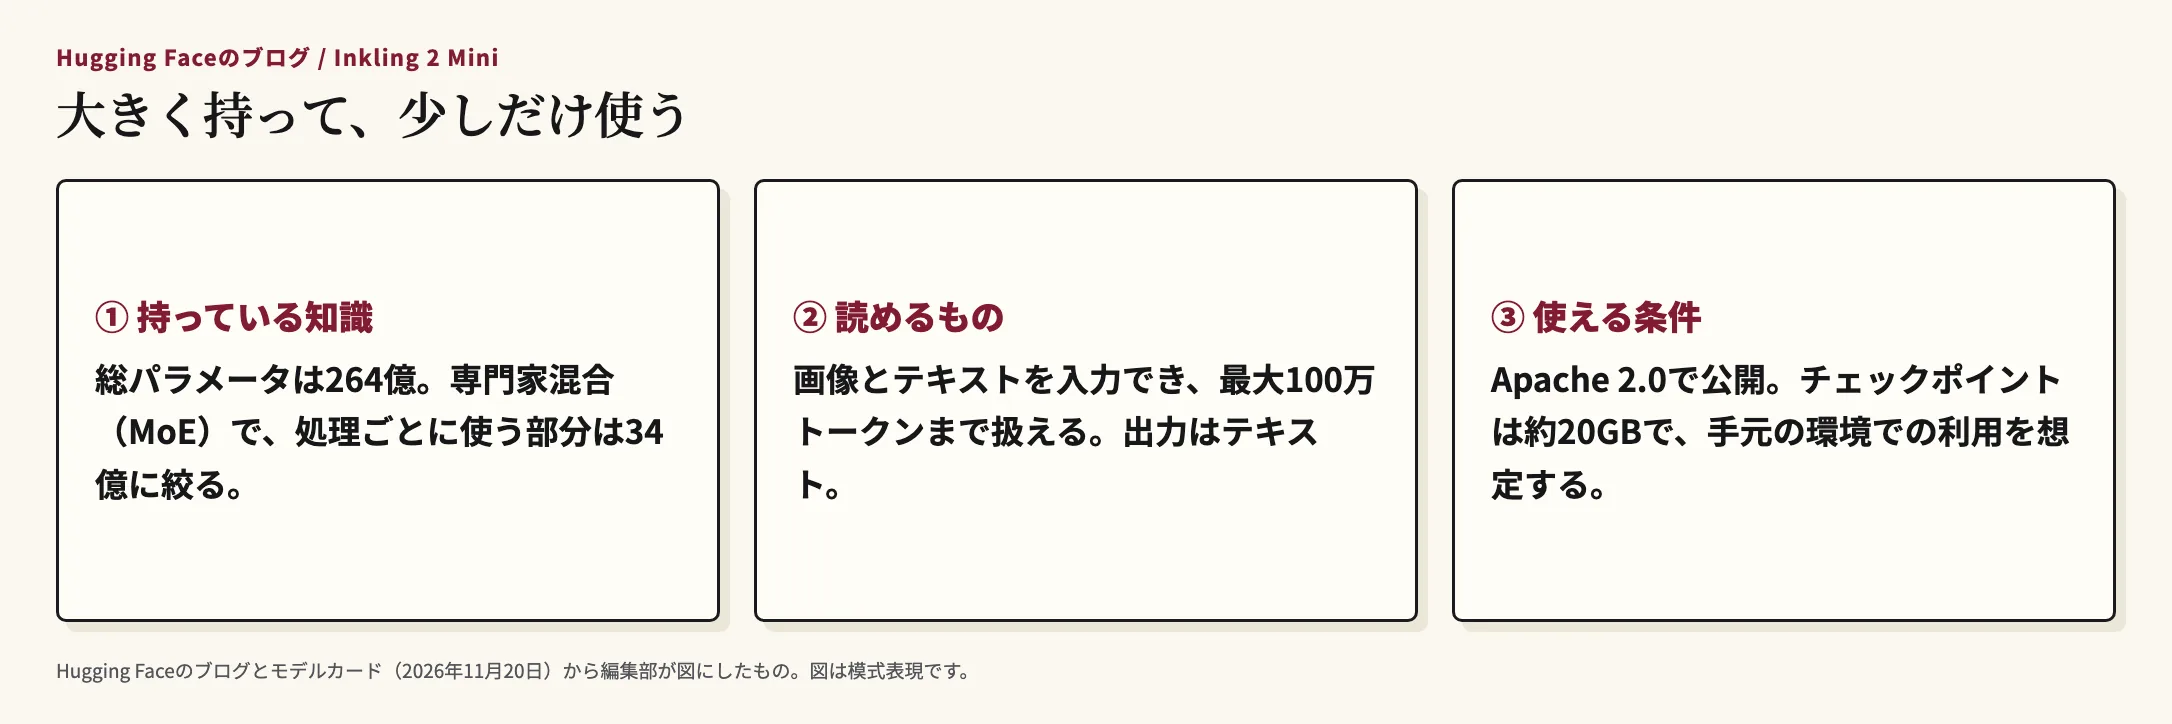 Hugging Faceのブログ / Inkling 2 Mini
大きく持って、少しだけ使う
① 持っている知識
総パラメータは264億。専門家混合
（MoE）で、処理ごとに使う部分は34
億に絞る。
② 読めるもの
画像とテキストを入力でき、最大100万
トークンまで扱える。出力はテキス
ト。
③ 使える条件
Apache 2.0で公開。チェックポイント
は約20GBで、手元の環境での利用を想
定する。
Hugging Faceのブログとモデルカード（2026年11月20日）から編集部が図にしたもの。図は模式表現です。